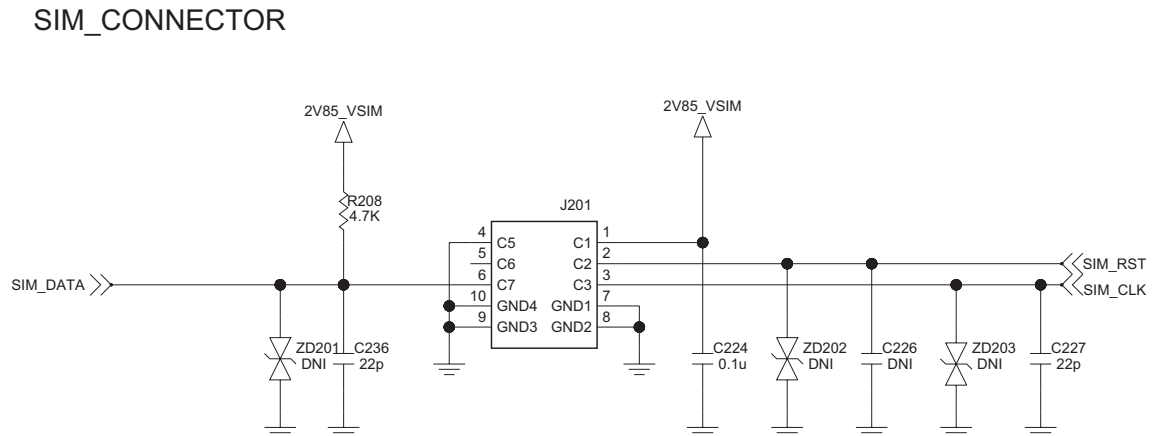 SIM_CONNECTOR
2V85_VSIM
2V85_VSIM
R208
4.7K
J201
4
C5
C1
1
5
C6
C2
2
6
C7
C3
3
10
GND4
GND1
7
9
GND3
GND2
8
SIM_DATA
SIM_RST
SIM_CLK
ZD201
DNI
C236
22p
C224
0.1u
ZD202
DNI
C226
DNI
ZD203
DNI
C227
22p